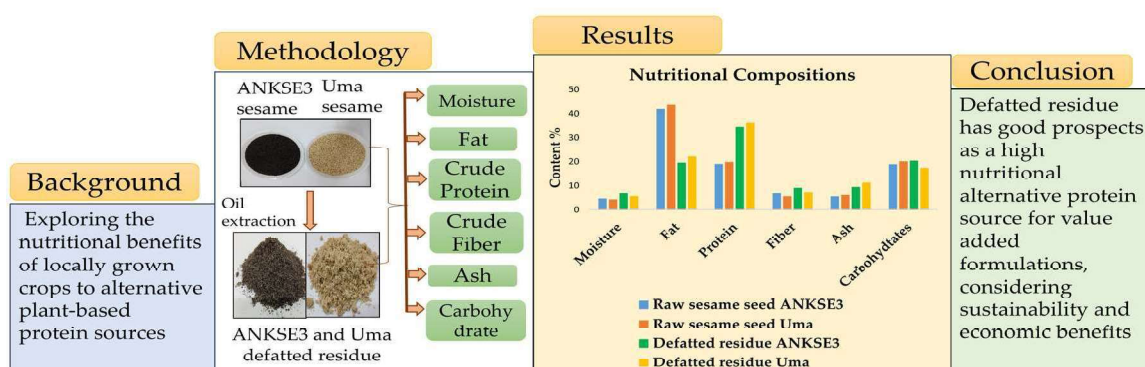 Background
Exploring the
nutritional benefits
of locally grown
crops to alternative
plant-based
protein sources
Methodology
ANKSE3
sesame
Uma
sesame
Oil
extraction
ANKSE3 and Uma
defatted residue
Moisture
Fat
Crude
Protein
Crude
Fiber
Ash
Carbohy
drate
Results
Nutritional Compositions
Content %
50
40
30
20
10
0
Moisture
Fat
Protein
Fiber
Ash
Carbohydtates
Raw sesame seed ANKSE3
Raw sesame seed Uma
Defatted residue ANKSE3
Defatted residue Uma
Conclusion
Defatted residue
has good prospects
as a high
nutritional
alternative protein
source for value
added
formulations,
considering
sustainability and
economic benefits